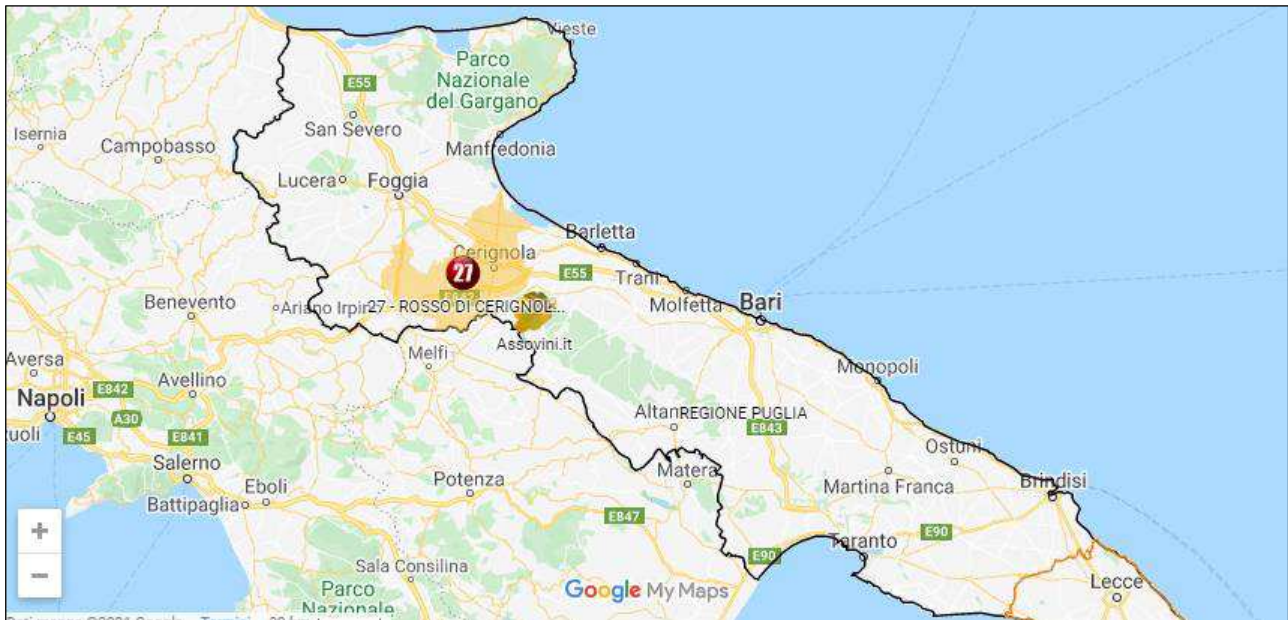 Vieste
Parco
Nazionale
del Gargano
E55
San Severo
Isernia
Campobasso
Manfredonia
Lucera
Foggia
Barletta
Cerignola
27
E55
Trani
Molfetta
Bari
Benevento
Ariano Irpin
27 - ROSSO DI CERIGNOL...
Assovini.it
Melfi
Aversa
Monopoli
Avellino
E842
Napoli
A30
Altam
REGIONE PUGLIA
E843
zuoli
E45
E841
Ostuni
Salerno
Matera
Potenza
Martina Franca
Brindisi
Eboli
Battipaglia
E847
+
E90
Taranto
E90
−
Sala Consilina
Lecce
Parco
Nazionale
Google My Maps